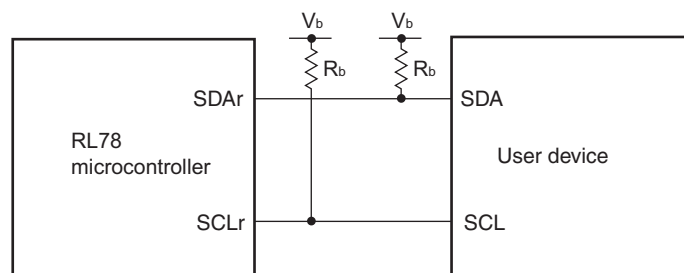 Vb Vb
Rb Rb
SDAr SDA
RL78
microcontroller
User device
SCLr SCL